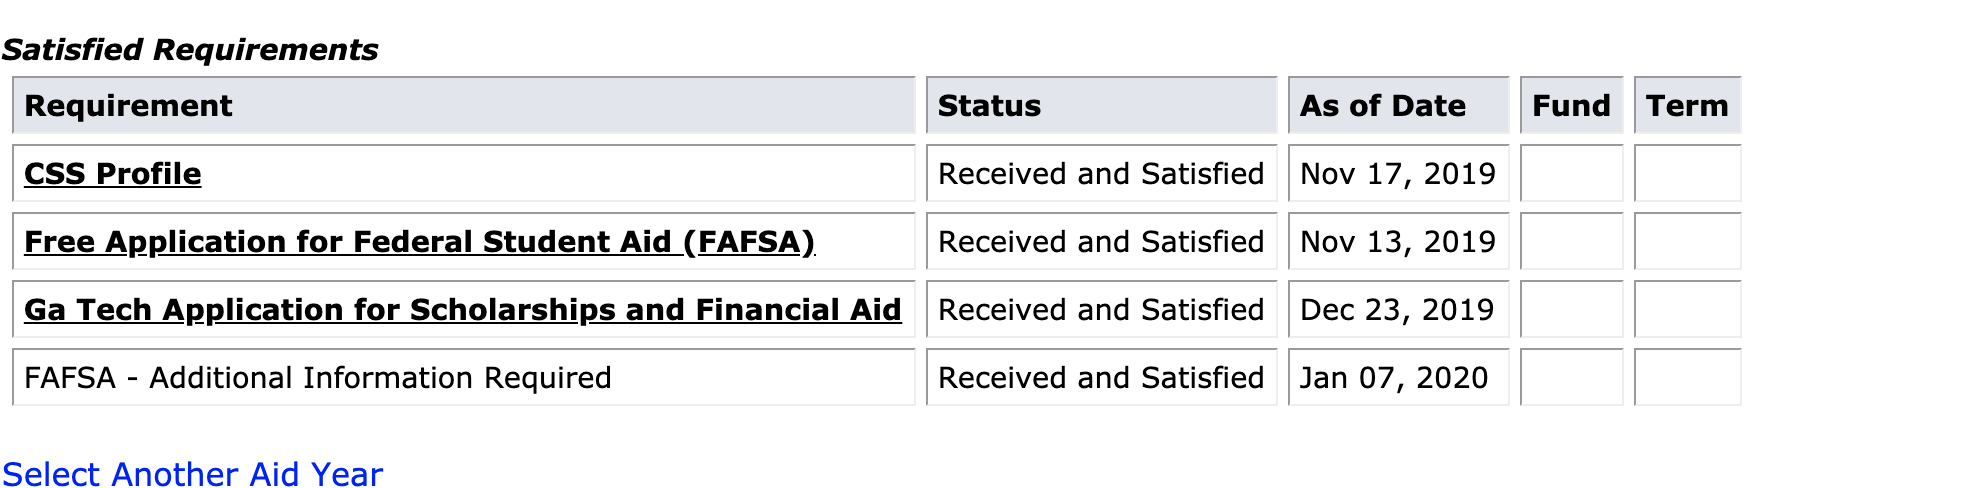 Satisfied Requirements
Requirement Status As of Date Fund Term
CSS Profile Received and Satisfied Nov 17, 2019
Free Application for Federal Student Aid (FAFSA) Received and Satisfied Nov 13, 2019
Ga Tech Application for Scholarships and Financial Aid Received and Satisfied Dec 23, 2019
FAFSA - Additional Information Required Received and Satisfied Jan 07, 2020
Select Another Aid Year